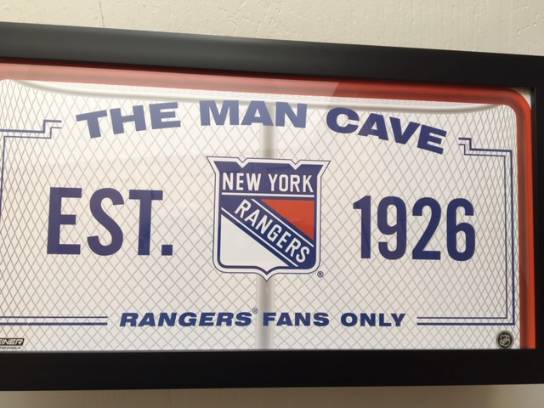 THE MAN CAVE
EST.
NEW YORK
RANGERS
®
1926
RANGERS® FANS ONLY